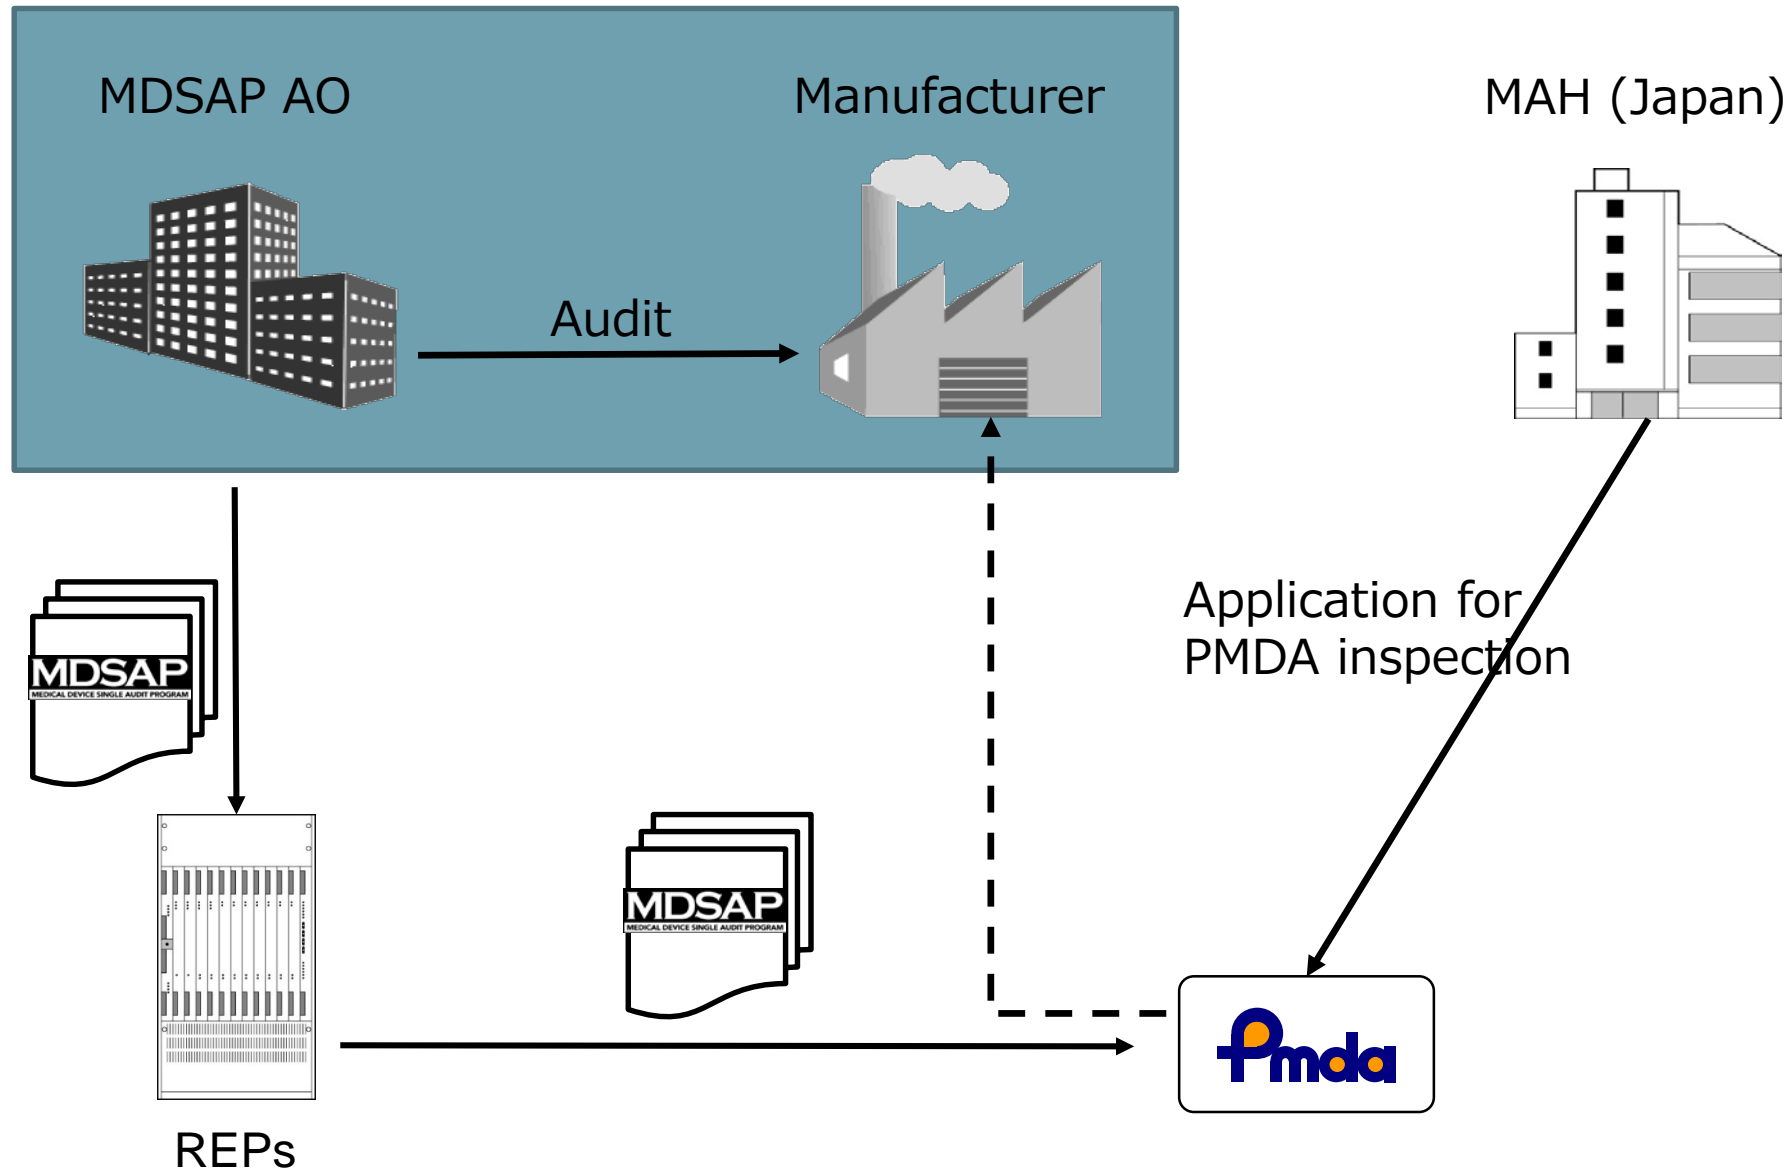 MDSAP AO
Manufacturer
MAH (Japan)
Audit
Application for
PMDA inspection
MDSAP
MEDICAL DEVICE SINGLE AUDIT PROGRAM
MDSAP
MEDICAL DEVICE SINGLE AUDIT PROGRAM
Pmda
REPs